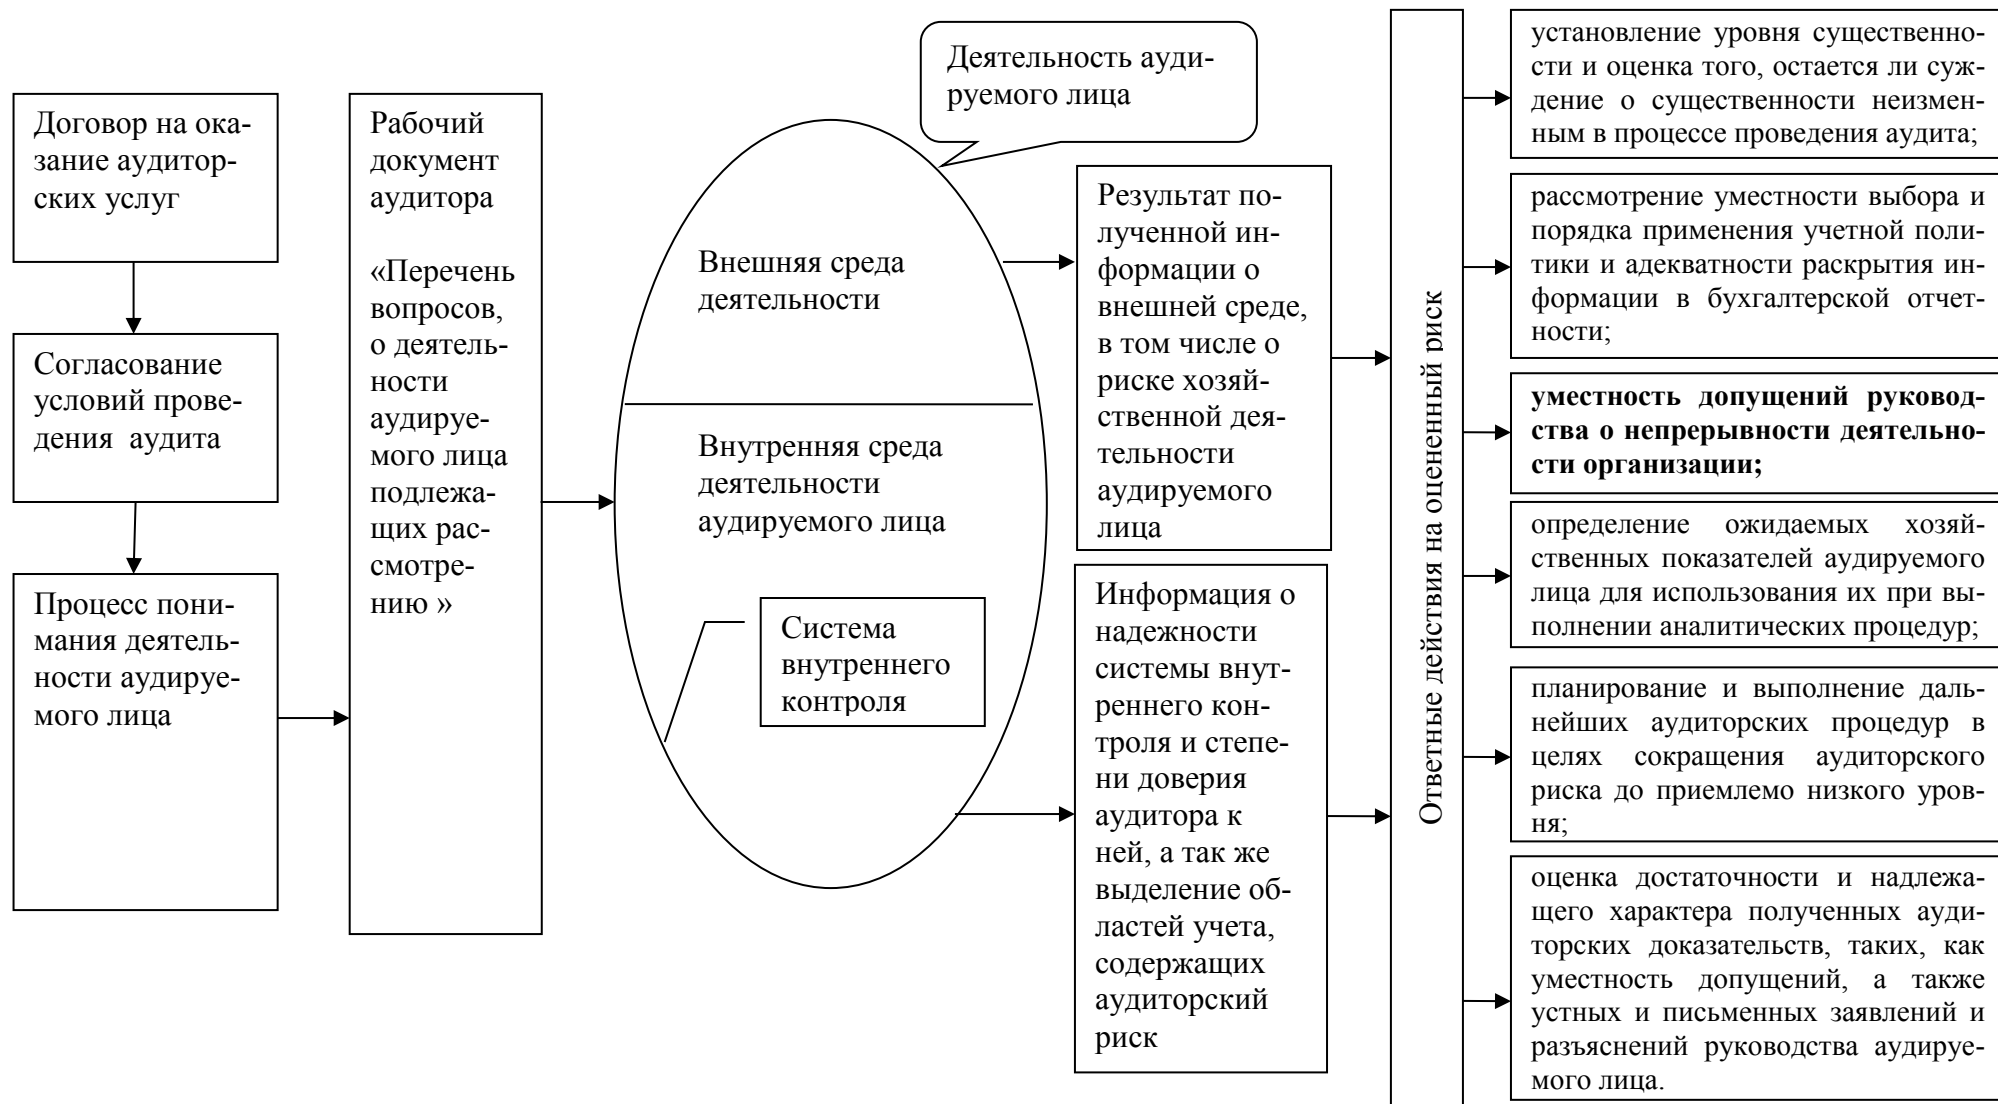 Договор на ока-
зание аудитор-
ских услуг
Согласование
условий прове-
дения аудита
Процесс пони-
мания деятель-
ности аудируе-
мого лица
Рабочий
документ
аудитора
«Перечень
вопросов,
о деятель-
ности
аудируе-
мого лица
подлежа-
щих рас-
смотре-
нию »
Деятельность ауди-
руемого лица
Внешняя среда
деятельности
Внутренняя среда
деятельности
аудируемого лица
Система
внутреннего
контроля
Результат по-
лученной ин-
формации о
внешней среде,
в том числе о
риске хозяй-
ственной дея-
тельности
аудируемого
лица
Информация о
надежности
системы внут-
реннего кон-
троля и степе-
ни доверия
аудитора к
ней, а так же
выделение об-
ластей учета,
содержащих
аудиторский
риск
Ответные действия на оцененный риск
установление уровня существенно-
сти и оценка того, остается ли суж-
дение о существенности неизмен-
ным в процессе проведения аудита;
рассмотрение уместности выбора и
порядка применения учетной поли-
тики и адекватности раскрытия ин-
формации в бухгалтерской отчет-
ности;
уместность допущений руковод-
ства о непрерывности деятельно-
сти организации;
определение ожидаемых хозяй-
ственных показателей аудируемого
лица для использования их при вы-
полнении аналитических процедур;
планирование и выполнение даль-
нейших аудиторских процедур в
целях сокращения аудиторского
риска до приемлемо низкого уров-
ня;
оценка достаточности и надлежа-
щего характера полученных ауди-
торских доказательств, таких, как
уместность допущений, а также
устных и письменных заявлений и
разъяснений руководства аудируе-
мого лица.